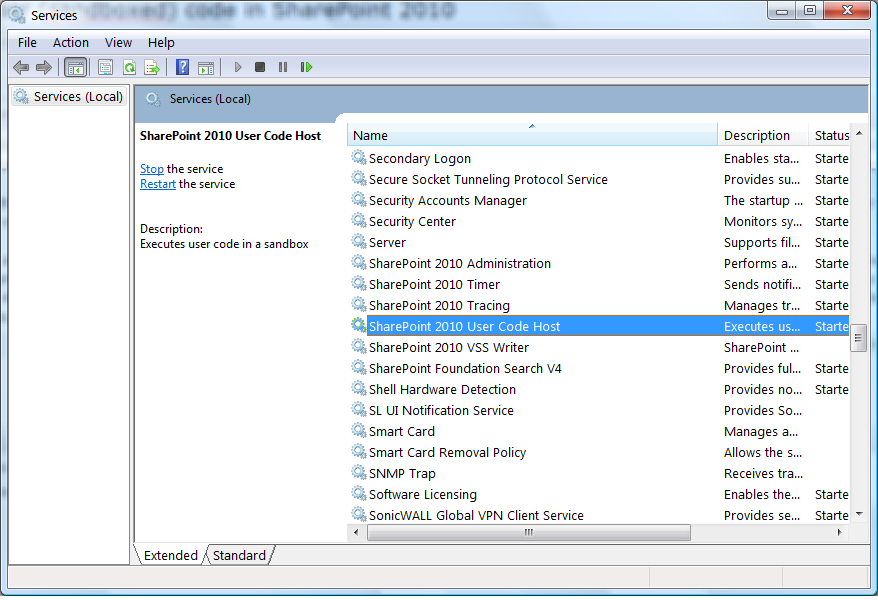 (sandboxed) code in SharePoint 2010
Services
File Action View Help
Services (Local)
Services (Local)
SharePoint 2010 User Code Host
Stop the service
Restart the service
Description:
Executes user code in a sandbox
Name Description Status
Secondary Logon Enables sta... Starte
Secure Socket Tunneling Protocol Service Provides su... Starte
Security Accounts Manager The startup ... Starte
Security Center Monitors sy... Starte
Server Supports fil... Starte
SharePoint 2010 Administration Performs a... Starte
SharePoint 2010 Timer Sends notifi... Starte
SharePoint 2010 Tracing Manages tr... Starte
SharePoint 2010 User Code Host Executes us... Starte
SharePoint 2010 VSS Writer SharePoint ...
SharePoint Foundation Search V4 Provides ful... Starte
Shell Hardware Detection Provides no... Starte
SL UI Notification Service Provides So...
Smart Card Manages a...
Smart Card Removal Policy Allows the s...
SNMP Trap Receives tra...
Software Licensing Enables the... Starte
SonicWALL Global VPN Client Service Provides se... Starte
Extended Standard